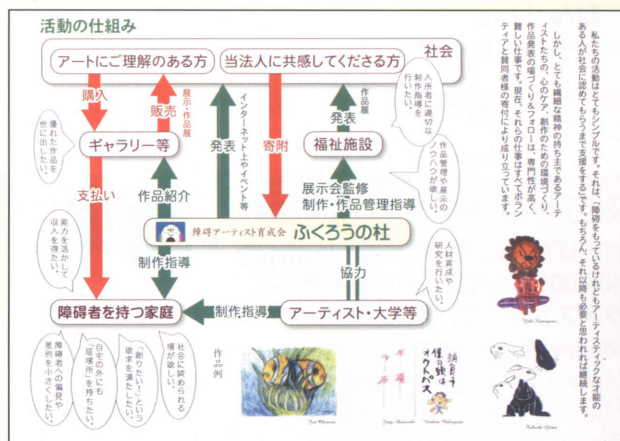 活動の仕組み
社会
アートにご理解のある方
当法人に共感してくださる方
購入
販売
展示・作品展
発表
インターネット上やイベント等
寄附
発表
作品展
入所者に適切な
制作指導を
行いたい。
優れた作品を
世に出したい。
ギャラリー等
福祉施設
作品管理や展示の
ノウハウが欲しい。
支払い
作品紹介
展示会監修
制作・作品管理指導
障碍アーティスト育成会 ふくろうの杜
能力を活かして
収入を得たい。
制作指導
協力
人材育成や
研究を行いたい。
障碍者を持つ家庭
制作指導
アーティスト・大学等
社会に認められる
場が欲しい。
「創りたい！」という
欲求を満たしたい。
自宅の外にも
「居場所」を持ちたい。
障碍者への偏見や
差別を小さくしたい。
作品例
私たちの活動はとてもシンプルです。それは、「障碍をもっているけれどもアーティスティックな才能の
ある人が社会に認めてもらうまで支援をする」です。もちろん、それ以降も必要と思われれば継続します。
しかし、とても繊細な精神の持ち主であるアーテ
ィストたちの、心のケア、創作のための環境づくり、
作品発表の場づくり＆フォローは、専門性が高く、
難しい仕事です。現在、それらの仕事はすべてボラン
ティアと賛同者様の寄付により成り立っています。
僕の頭は
オクトパス